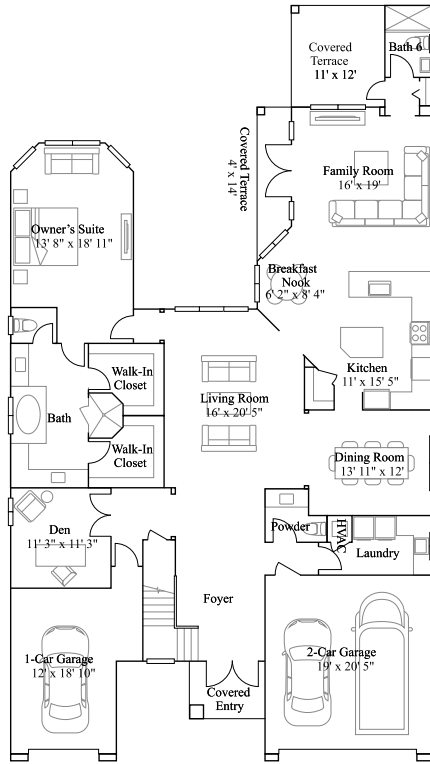 Covered
Terrace
11' x 12'
Bath 6
Covered Terrace
4' x 14'
Family Room
16' x 19'
Owner's Suite
13' 8" x 18' 11"
Breakfast
Nook
6' 2" x 8' 4"
Walk-In
Closet
Living Room
16' x 20' 5"
Kitchen
11' x 15' 5"
Bath
Walk-In
Closet
Dining Room
13' 11" x 12'
Den
11' 3" x 11' 3"
Powder
HVAC
Laundry
Foyer
1-Car Garage
12' x 18' 10"
2-Car Garage
19' x 20' 5"
Covered
Entry